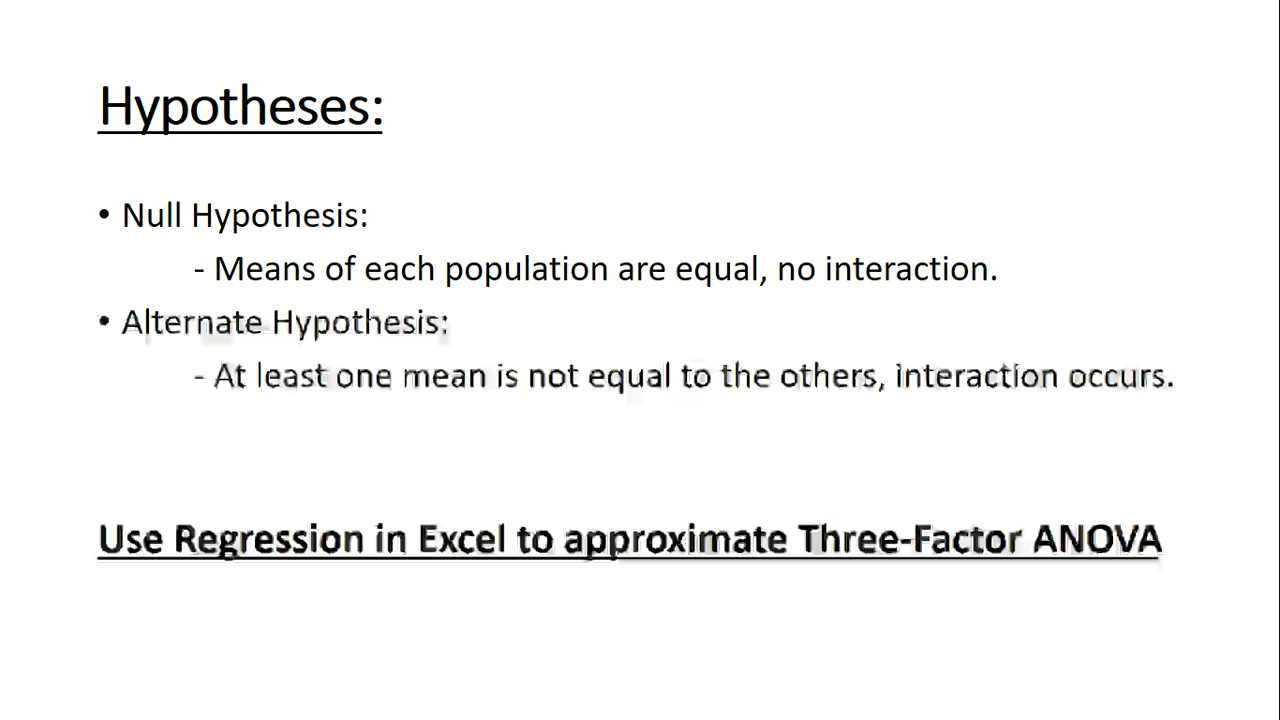 Hypotheses:
• Null Hypothesis:
- Means of each population are equal, no interaction.
• Alternate Hypothesis:
- At least one mean is not equal to the others, interaction occurs.
Use Regression in Excel to approximate Three-Factor ANOVA